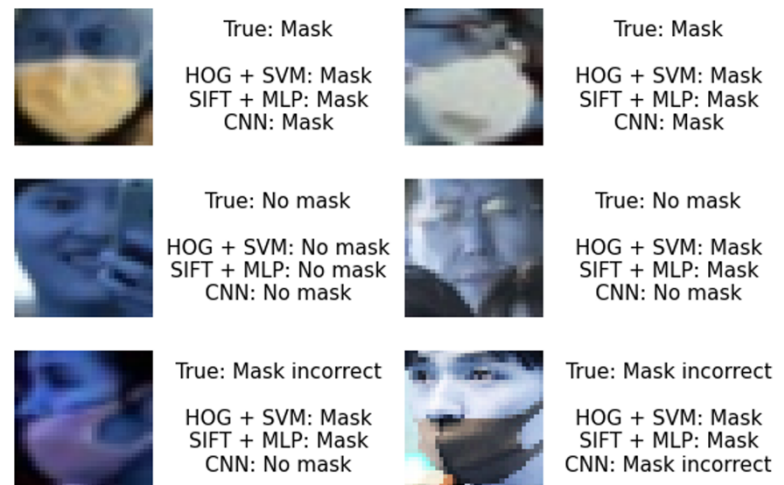 True: Mask
HOG + SVM: Mask
SIFT + MLP: Mask
CNN: Mask
True: Mask
HOG + SVM: Mask
SIFT + MLP: Mask
CNN: Mask
True: No mask
HOG + SVM: No mask
SIFT + MLP: No mask
CNN: No mask
True: No mask
HOG + SVM: Mask
SIFT + MLP: Mask
CNN: No mask
True: Mask incorrect
HOG + SVM: Mask
SIFT + MLP: Mask
CNN: No mask
True: Mask incorrect
HOG + SVM: Mask
SIFT + MLP: Mask
CNN: Mask incorrect